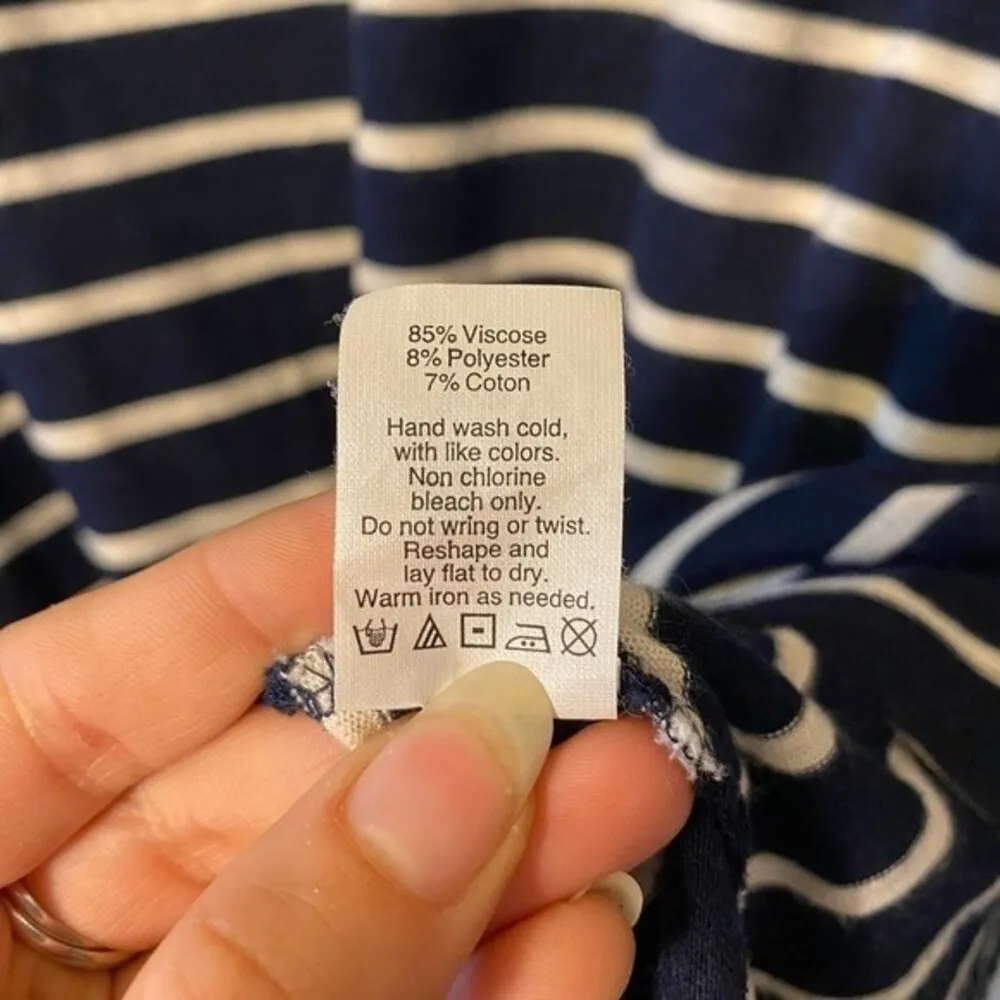 85% Viscose
8% Polyester
7% Coton
Hand wash cold,
with like colors.
Non chlorine
bleach only.
Do not wring or twist.
Reshape and
lay flat to dry.
Warm iron as needed.